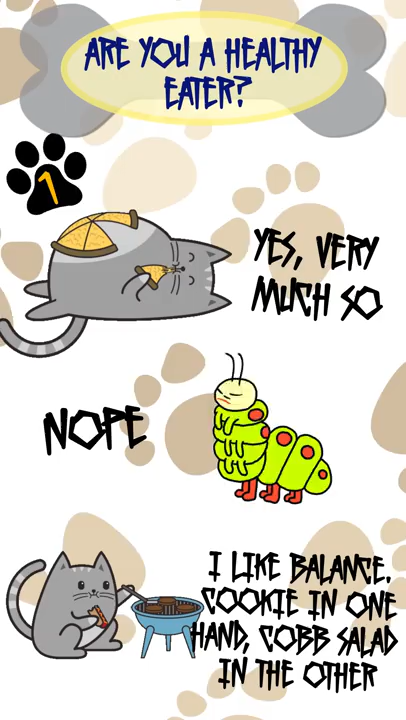 ARE YOU A HEALTHY
EATER?
1
YES, VERY
MUCH SO
NOPE
I LIKE BALANCE.
COOKIE IN ONE
HAND, COBB SALAD
IN THE OTHER